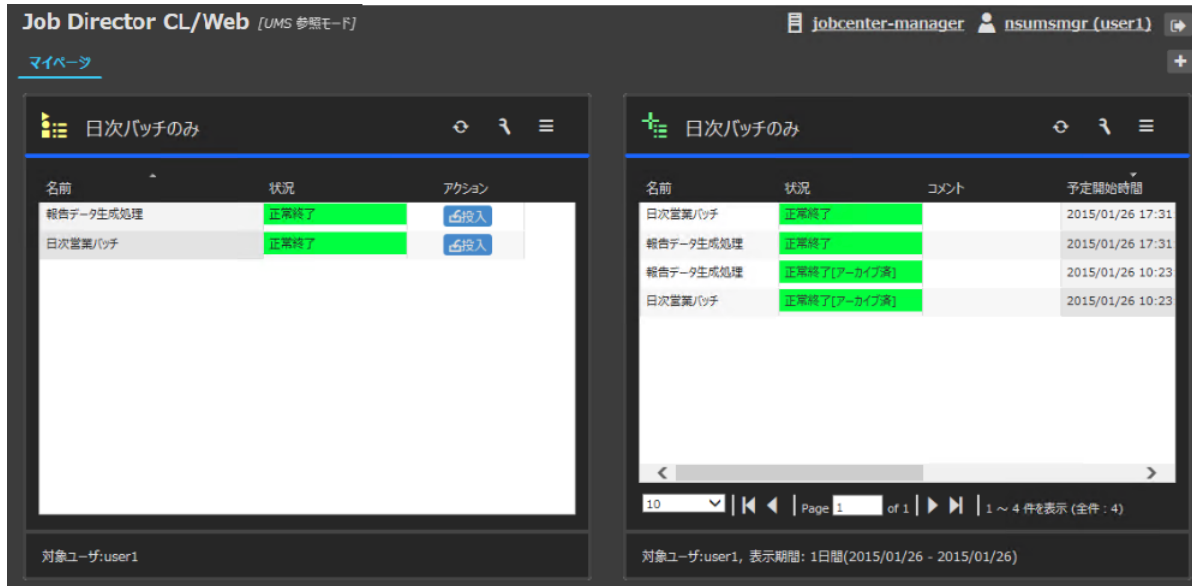 Job Director CL/Web [UMS 参照モード]
jobcenter-manager nsumsmgr (user1)
マイページ
日次バッチのみ
名前 状況 アクション
報告データ生成処理 正常終了 投入
日次営業バッチ 正常終了 投入
対象ユーザ:user1
日次バッチのみ
名前 状況 コメント 予定開始時間
日次営業バッチ 正常終了 2015/01/26 17:31
報告データ生成処理 正常終了 2015/01/26 17:31
報告データ生成処理 正常終了[アーカイブ済] 2015/01/26 10:23
日次営業バッチ 正常終了[アーカイブ済] 2015/01/26 10:23
10 Page 1 of 1 1 ~ 4 件を表示 (全件 : 4)
対象ユーザ:user1, 表示期間: 1日間(2015/01/26 - 2015/01/26)